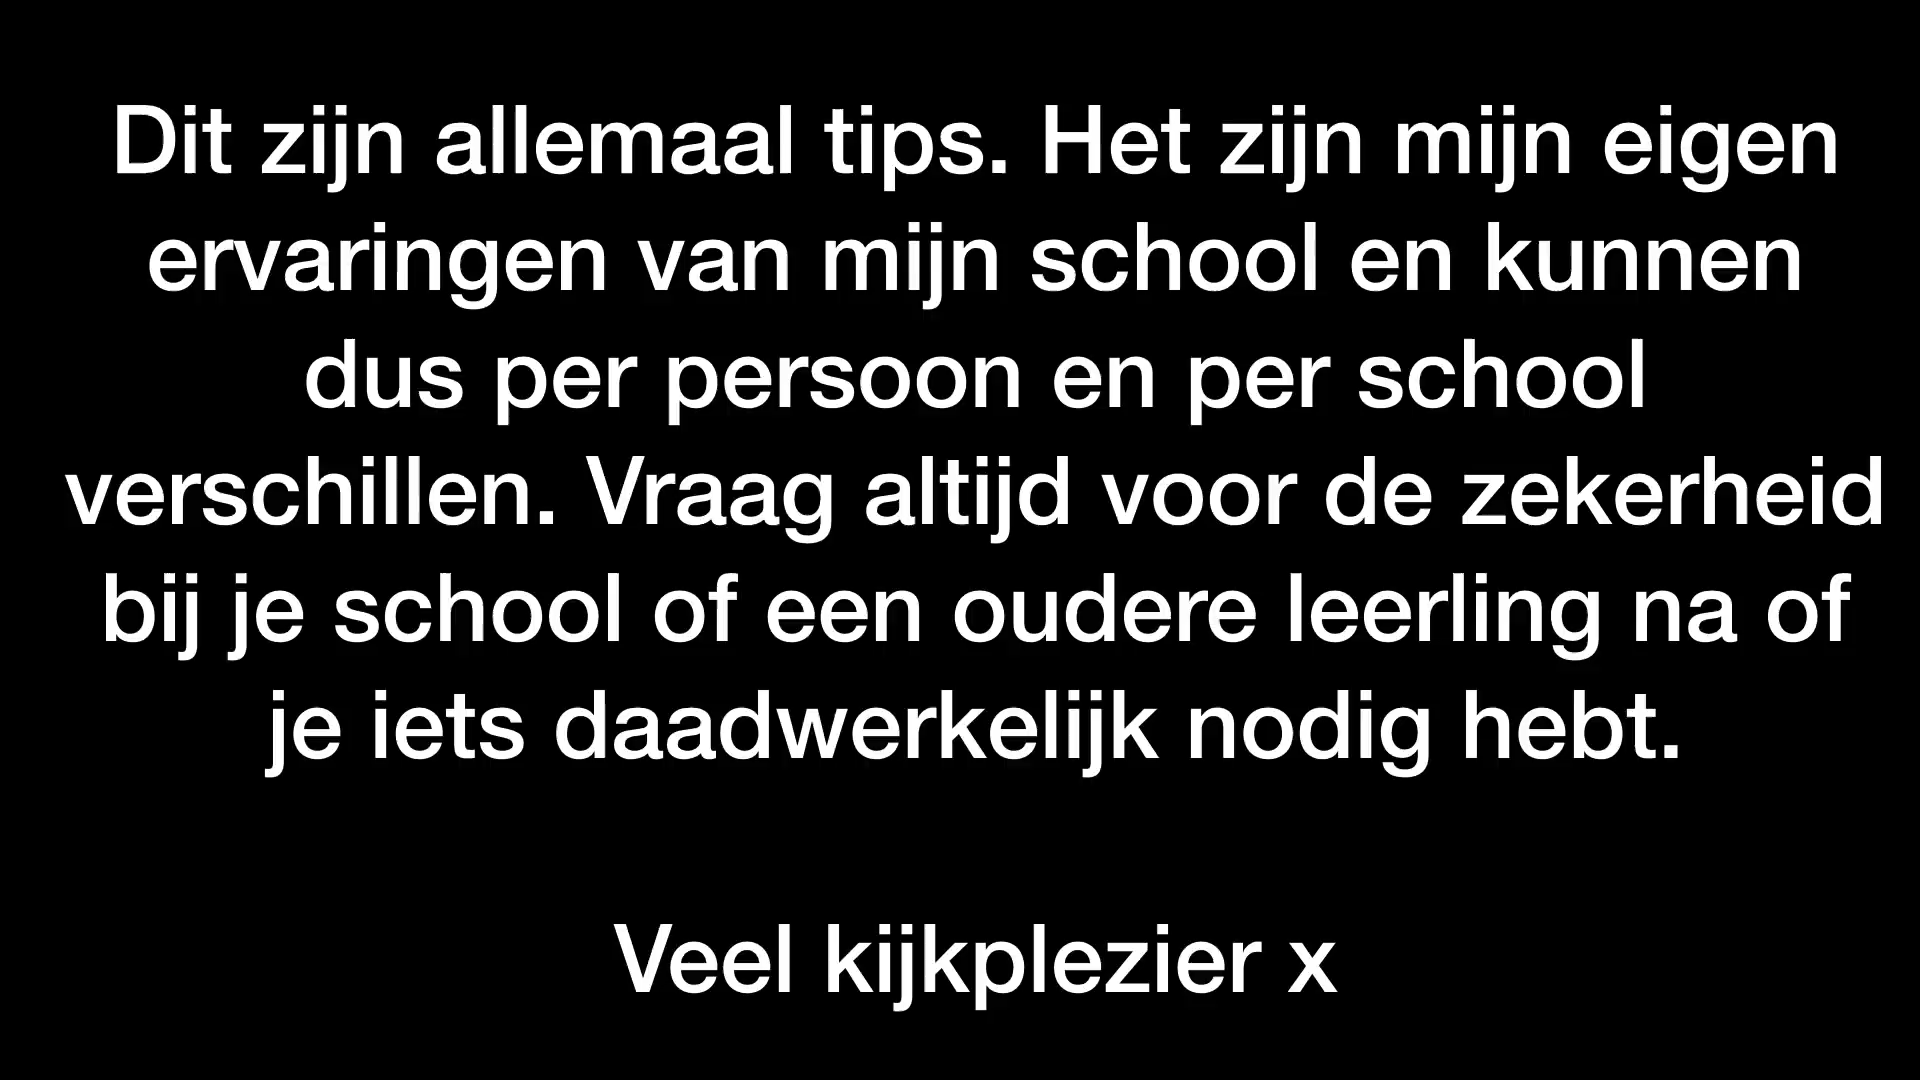 Dit zijn allemaal tips. Het zijn mijn eigen
ervaringen van mijn school en kunnen
dus per persoon en per school
verschillen. Vraag altijd voor de zekerheid
bij je school of een oudere leerling na of
je iets daadwerkelijk nodig hebt.
Veel kijkplezier x